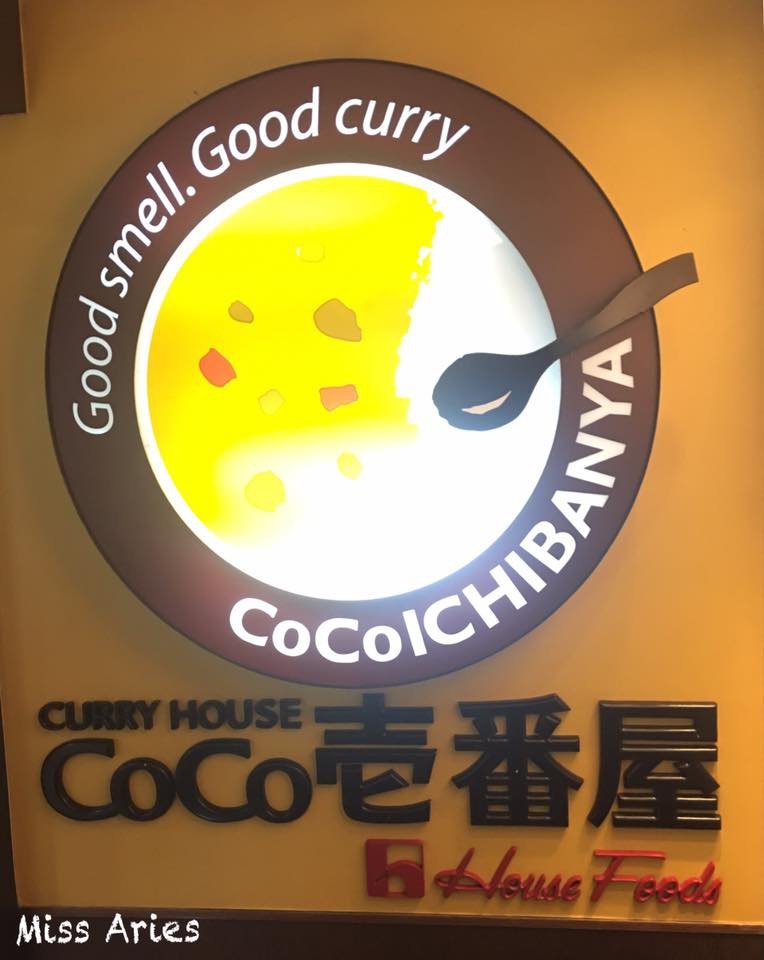 Good smell. Good curry
CoCoICHIBANYA
CURRY HOUSE
CoCo壱番屋
House Foods
Miss Aries